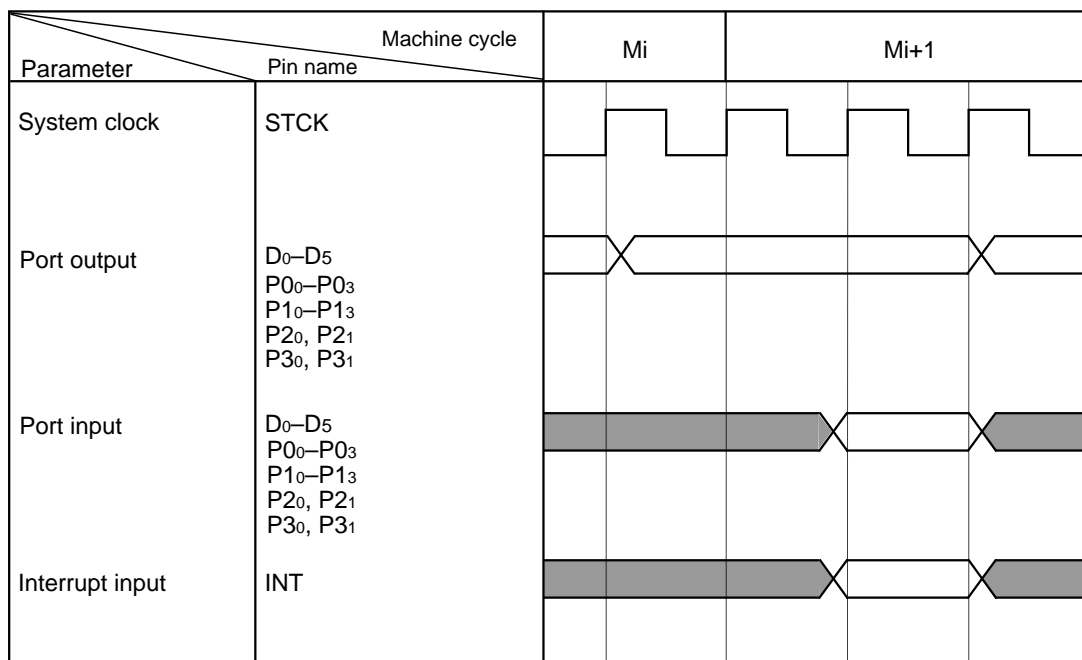 Machine cycle
Parameter
Pin name
Mi
Mi+1
System clock
STCK
Port output
D0–D5
P00–P03
P10–P13
P20, P21
P30, P31
Port input
D0–D5
P00–P03
P10–P13
P20, P21
P30, P31
Interrupt input
INT